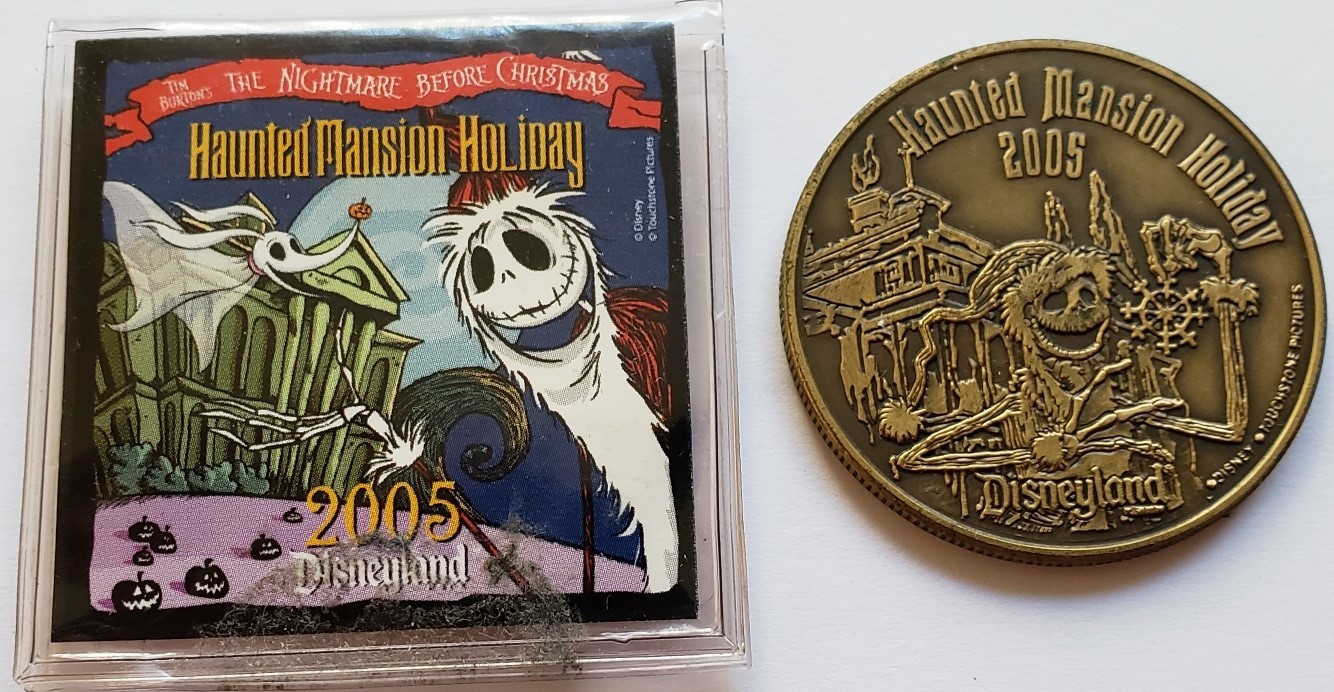 TIM BURTON'S THE NIGHTMARE BEFORE CHRISTMAS
Haunted Mansion Holiday
© Disney
© Touchstone Pictures
2005
Disneyland
Haunted Mansion Holiday
2005
Disneyland
DISNEY TOUCHSTONE PICTURES